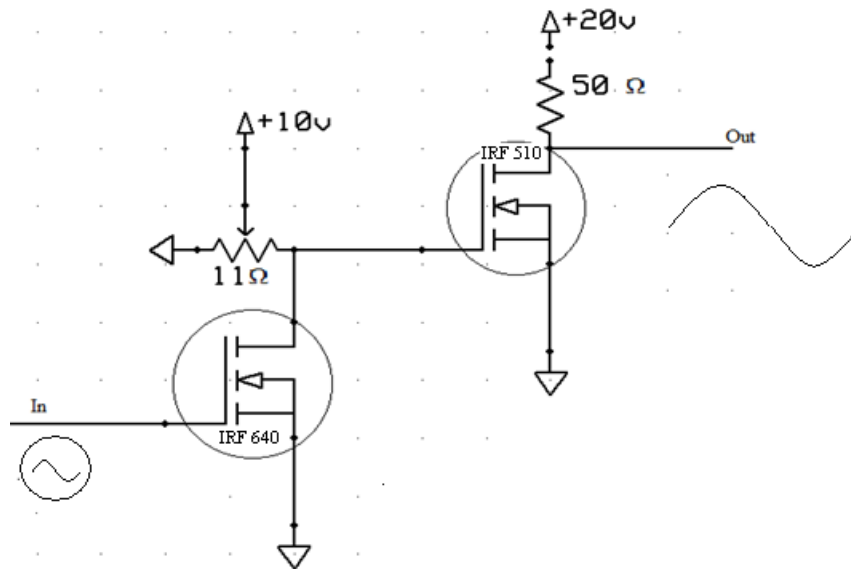 +20v
50 Ω
+10v
IRF 510
Out
11Ω
In
IRF 640